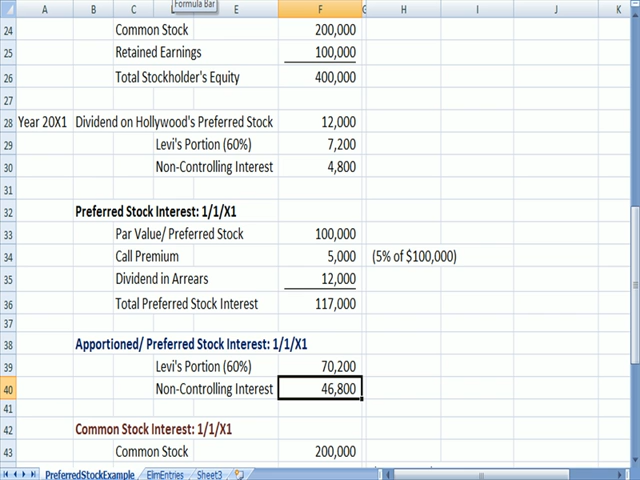 Formula Bar
A B C D E F G H I J K
24 Common Stock 200,000
25 Retained Earnings 100,000
26 Total Stockholder's Equity 400,000
27
28 Year 20X1 Dividend on Hollywood's Preferred Stock 12,000
29 Levi's Portion (60%) 7,200
30 Non-Controlling Interest 4,800
31
32 Preferred Stock Interest: 1/1/X1
33 Par Value/ Preferred Stock 100,000
34 Call Premium 5,000 (5% of $100,000)
35 Dividend in Arrears 12,000
36 Total Preferred Stock Interest 117,000
37
38 Apportioned/ Preferred Stock Interest: 1/1/X1
39 Levi's Portion (60%) 70,200
40 Non-Controlling Interest 46,800
41
42 Common Stock Interest: 1/1/X1
43 Common Stock 200,000
PreferredStockExample ElimEntries Sheet3